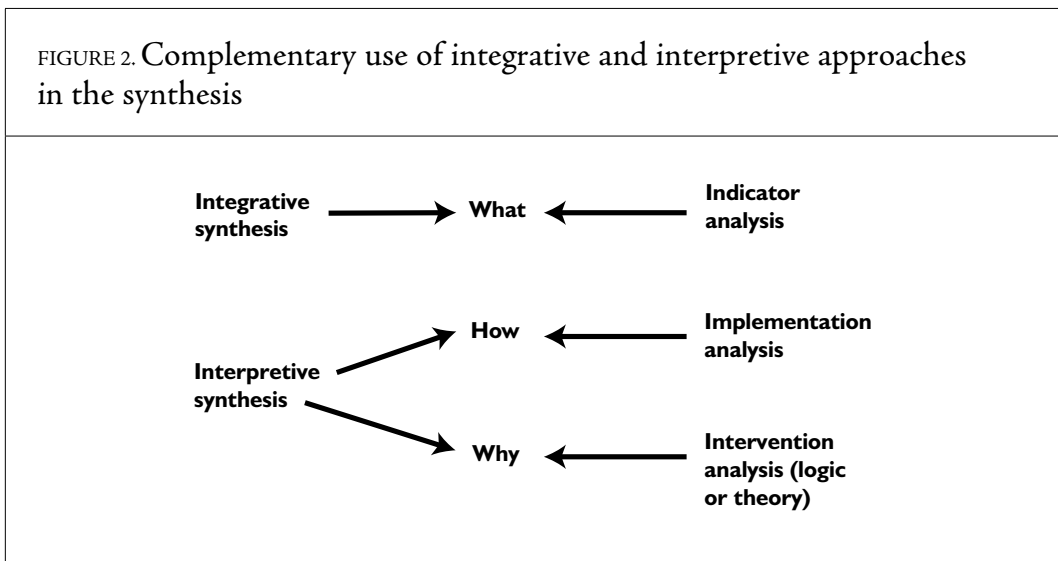 FIGURE 2. Complementary use of integrative and interpretive approaches
in the synthesis
Integrative
synthesis
What
Indicator
analysis
How
Implementation
analysis
Interpretive
synthesis
Why
Intervention
analysis (logic
or theory)